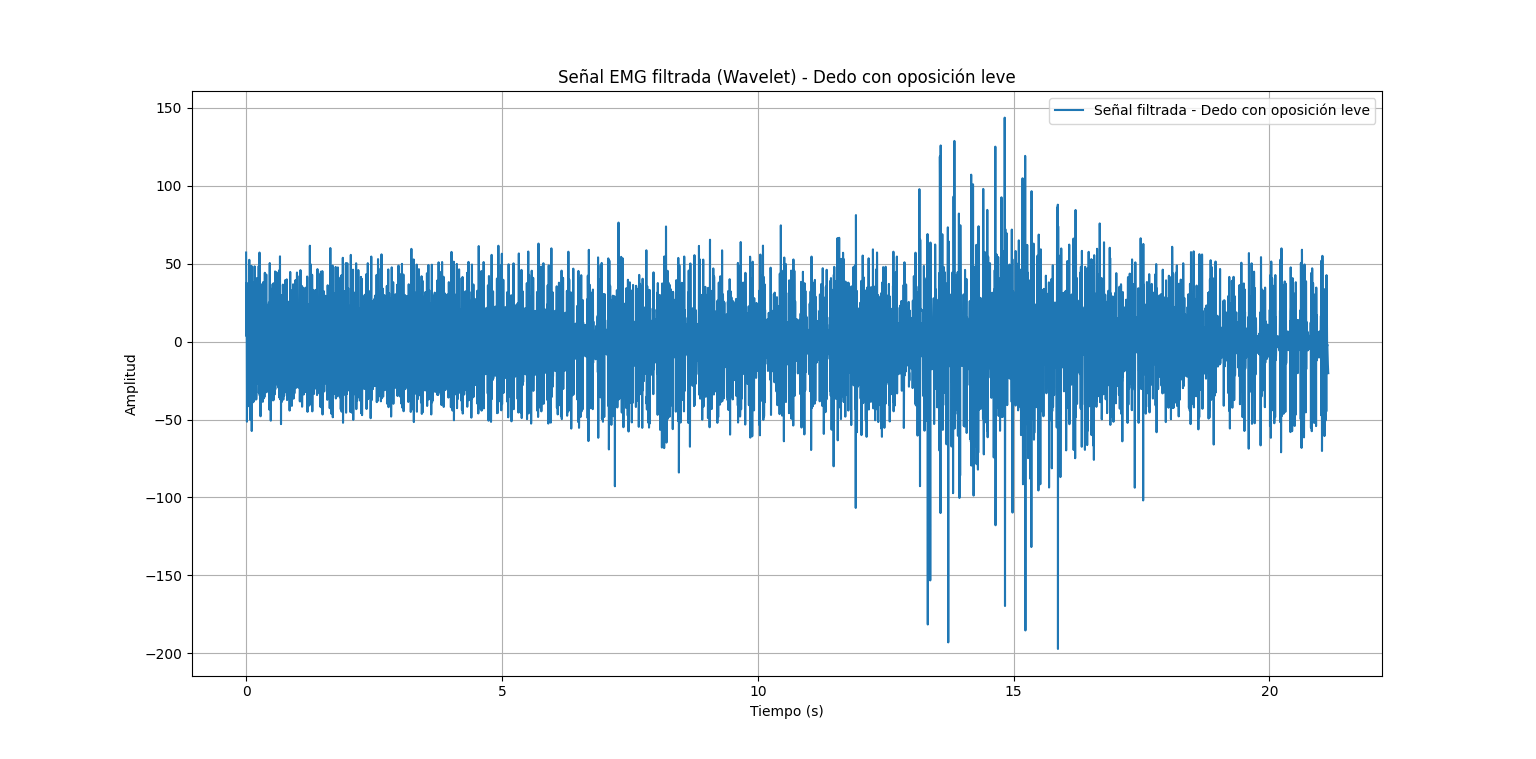 Señal EMG filtrada (Wavelet) - Dedo con oposición leve
Señal filtrada - Dedo con oposición leve
150
100
50
0
−50
−100
−150
−200
Amplitud
0 5 10 15 20
Tiempo (s)